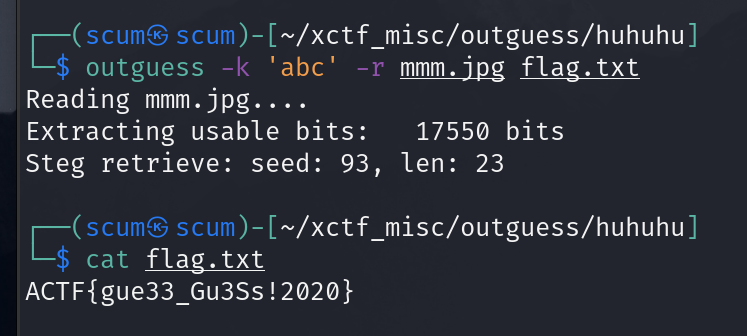 ┌──(scum㉿scum)-[~/xctf_misc/outguess/huhuhu]
└─$ outguess -k 'abc' -r mmm.jpg flag.txt
Reading mmm.jpg....
Extracting usable bits:   17550 bits
Steg retrieve: seed: 93, len: 23
┌──(scum㉿scum)-[~/xctf_misc/outguess/huhuhu]
└─$ cat flag.txt
ACTF{gue33_Gu3Ss!2020}